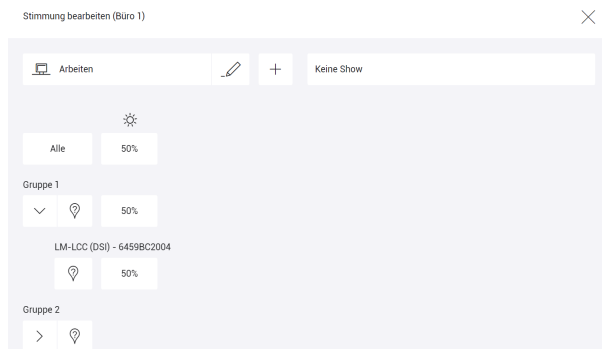 Stimmung bearbeiten (Büro 1)
Arbeiten
Keine Show
Alle
50%
Gruppe 1
50%
LM-LCC (DSI) - 6459BC2004
50%
Gruppe 2